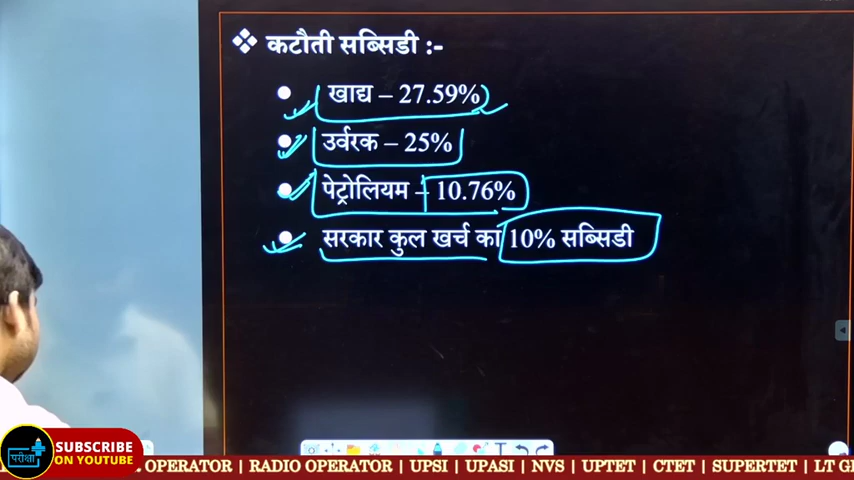 ❖ कटौती सब्सिडी :-
● खाद्य – 27.59%
● उर्वरक – 25%
● पेट्रोलियम – 10.76%
● सरकार कुल खर्च का 10% सब्सिडी
परीक्षा
SUBSCRIBE
ON YOUTUBE
OPERATOR | RADIO OPERATOR | UPSI | UPASI | NVS | UPTET | CTET | SUPERTET | LT